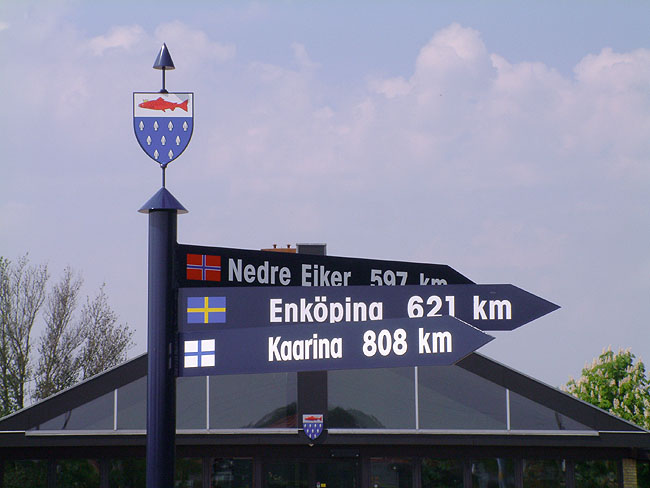 Nedre Eiker 597 km
Enköping 621 km
Kaarina 808 km